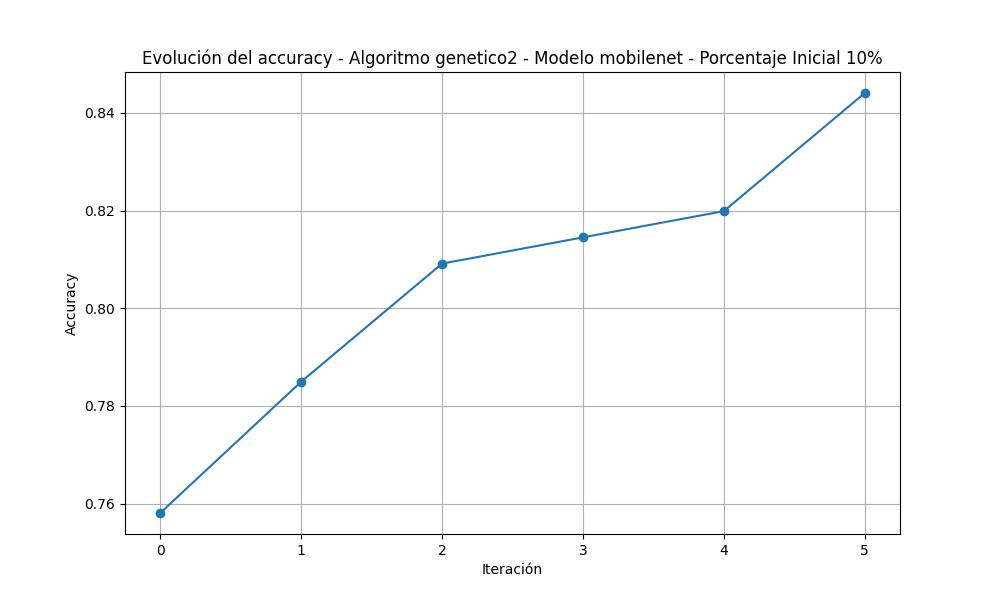 Evolución del accuracy - Algoritmo genetico2 - Modelo mobilenet - Porcentaje Inicial 10%
0.84
0.82
0.80
0.78
0.76
Accuracy
0 1 2 3 4 5
Iteración